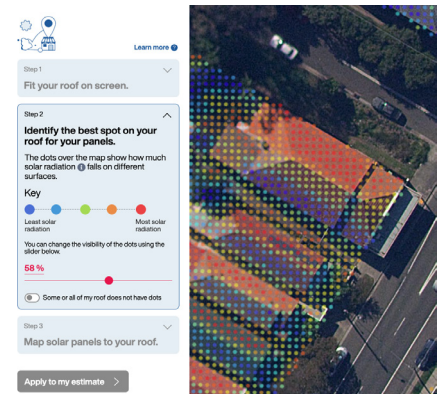 Learn more ?
Step 1
Fit your roof on screen.
Step 2
Identify the best spot on your
roof for your panels.
The dots over the map show how much
solar radiation i falls on different
surfaces.
Key
Least solar
radiation
Most solar
radiation
You can change the visibility of the dots using the
slider below.
58 %
Some or all of my roof does not have dots
Step 3
Map solar panels to your roof.
Apply to my estimate